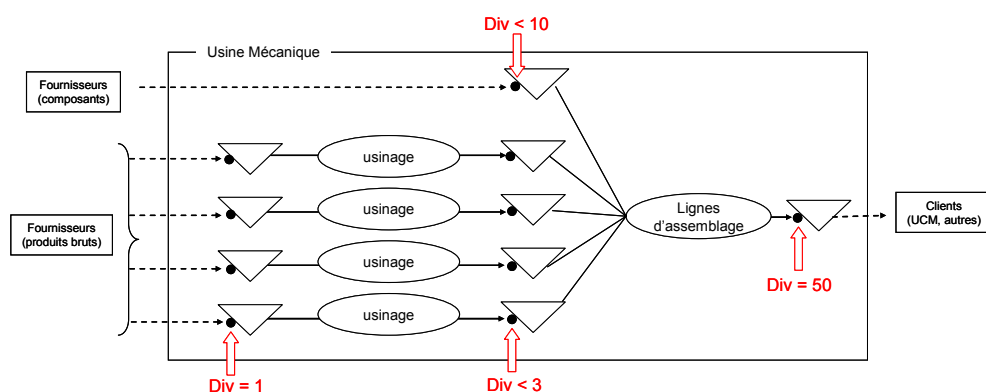 Div < 10
Usine Mécanique
Fournisseurs
(composants)
usinage
usinage
Fournisseurs
(produits bruts)
Lignes
d'assemblage
Clients
(UCM, autres)
usinage
Div = 50
usinage
Div = 1
Div < 3